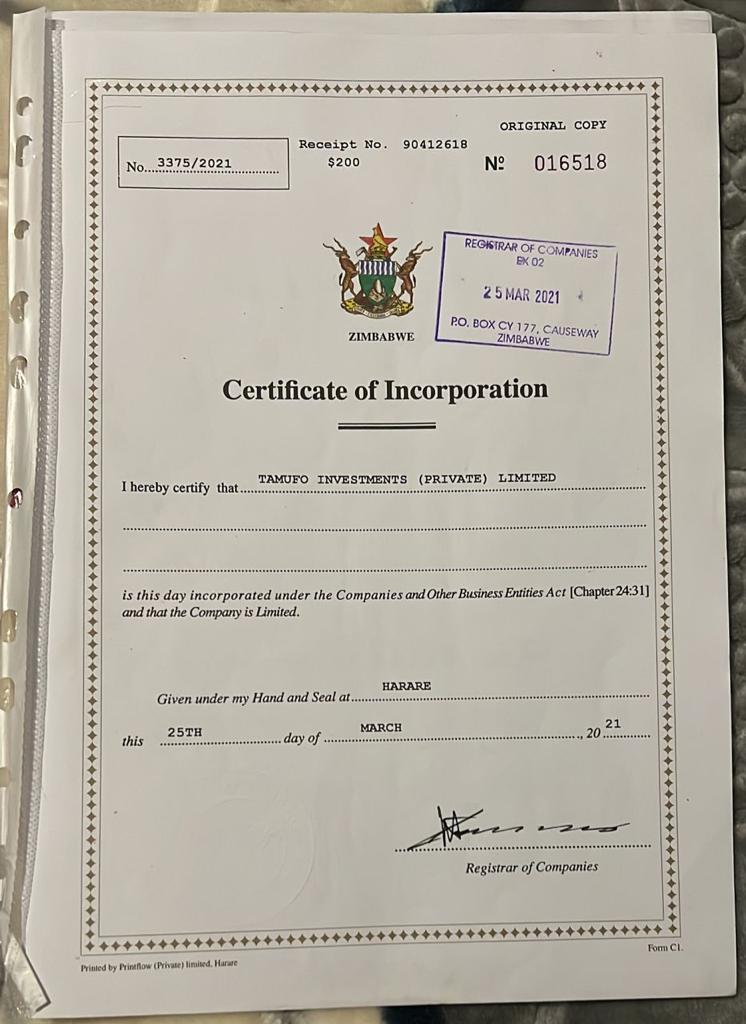 ORIGINAL COPY
No. 3375/2021
Receipt No. 90412618
$200
Nº 016518
REGISTRAR OF COMPANIES
EK 02
25 MAR 2021
P.O. BOX CY 177, CAUSEWAY
ZIMBABWE
ZIMBABWE
Certificate of Incorporation
I hereby certify that TAMUFO INVESTMENTS (PRIVATE) LIMITED
is this day incorporated under the Companies and Other Business Entities Act [Chapter 24:31]
and that the Company is Limited.
Given under my Hand and Seal at HARARE
this 25TH day of MARCH, 20 21
Registrar of Companies
Form C1.
Printed by Printflow (Private) limited, Harare